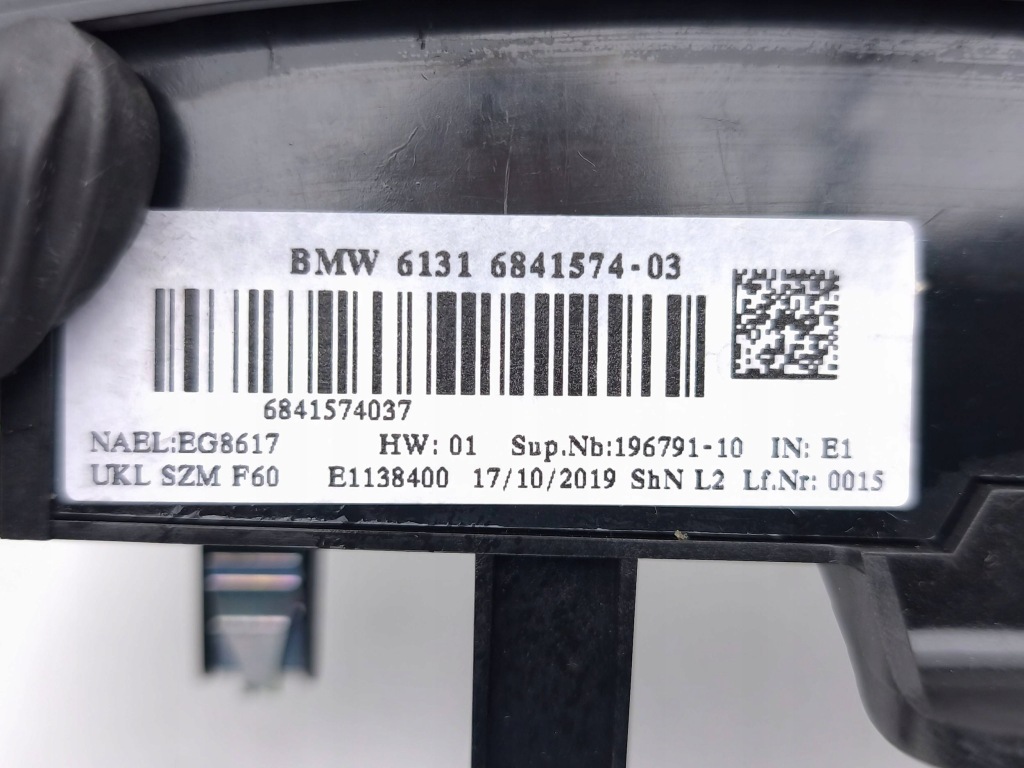 BMW 6131 6841574-03
6841574037
NAEL:EG8617 HW: 01 Sup.Nb:196791-10 IN: E1
UKL SZM F60 E1138400 17/10/2019 ShN L2 Lf.Nr: 0015